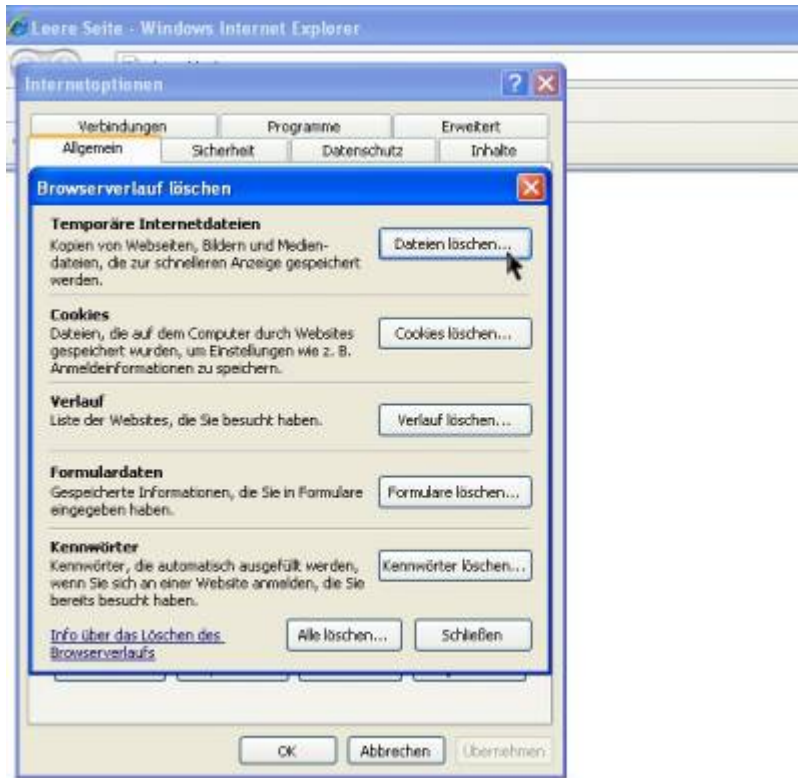 Leere Seite - Windows Internet Explorer
Internetoptionen
Verbindungen Programme Erweitert
Allgemein Sicherheit Datenschutz Inhalte
Browserverlauf löschen
Temporäre Internetdateien
Kopien von Webseiten, Bildern und Medien-
dateien, die zur schnelleren Anzeige gespeichert
werden.
Dateien löschen...
Cookies
Dateien, die auf dem Computer durch Websites
gespeichert wurden, um Einstellungen wie z. B.
Anmeldeinformationen zu speichern.
Cookies löschen...
Verlauf
Liste der Websites, die Sie besucht haben.
Verlauf löschen...
Formulardaten
Gespeicherte Informationen, die Sie in Formulare
eingegeben haben.
Formulare löschen...
Kennwörter
Kennwörter, die automatisch ausgefüllt werden,
wenn Sie sich an einer Website anmelden, die Sie
bereits besucht haben.
Kennwörter löschen...
Info über das Löschen des
Browserverlaufs
Alle löschen... Schließen
OK Abbrechen Übernehmen